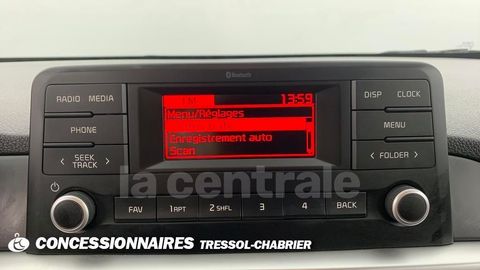 Bluetooth
RADIO MEDIA
PHONE
SEEK
TRACK
13:59
Menu/Réglages
Enregistrement auto
Scan
DISP CLOCK
MENU
FOLDER
la centrale
FAV 1RPT 2SHFL 3 4 BACK
CONCESSIONNAIRES TRESSOL-CHABRIER